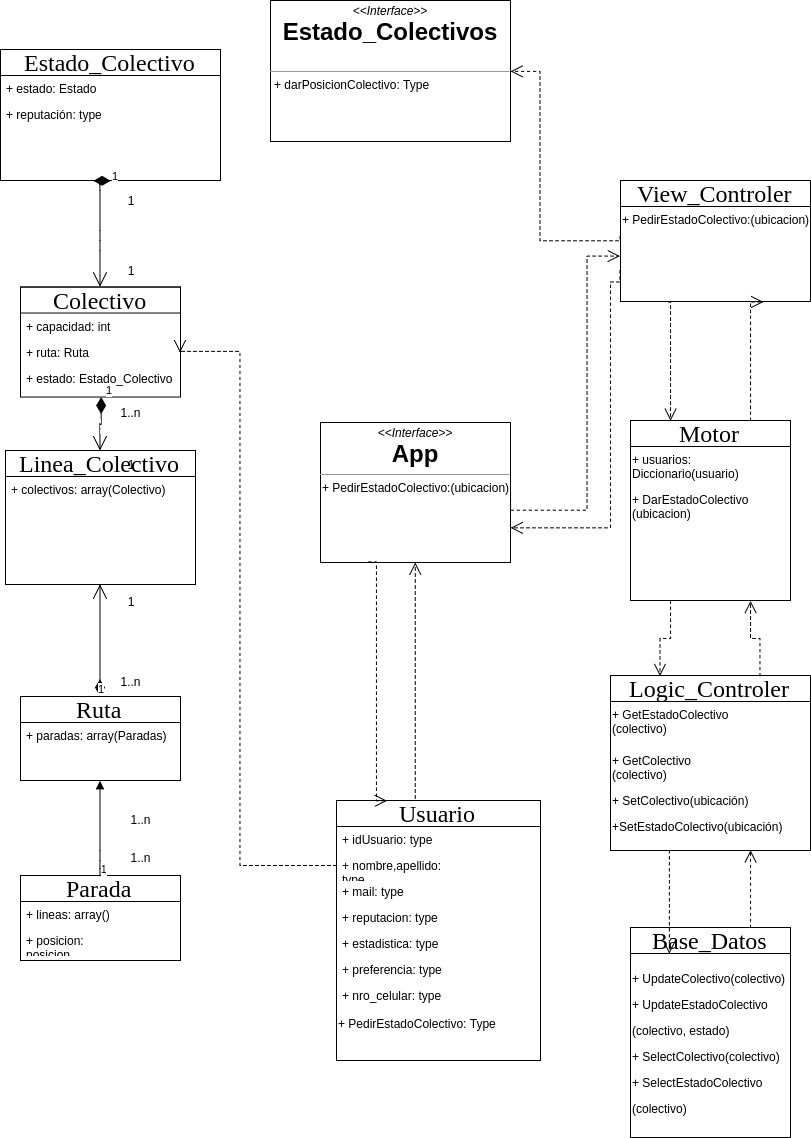 <<Interface>>
Estado_Colectivos
+ darPosicionColectivo: Type
Estado_Colectivo
+ estado: Estado
+ reputación: type
1
1
1
Colectivo
+ capacidad: int
+ ruta: Ruta
+ estado: Estado_Colectivo
1
1..n
1
Linea_Colectivo
+ colectivos: array(Colectivo)
1
1..n
1
Ruta
+ paradas: array(Paradas)
1..n
1..n
1
Parada
+ lineas: array()
+ posicion:
posicion
<<Interface>>
App
+ PedirEstadoColectivo:(ubicacion)
Usuario
+ idUsuario: type
+ nombre,apellido:
type
+ mail: type
+ reputacion: type
+ estadistica: type
+ preferencia: type
+ nro_celular: type
+ PedirEstadoColectivo: Type
View_Controler
+ PedirEstadoColectivo:(ubicacion)
Motor
+ usuarios:
Diccionario(usuario)
+ DarEstadoColectivo
(ubicacion)
Logic_Controler
+ GetEstadoColectivo
(colectivo)
+ GetColectivo
(colectivo)
+ SetColectivo(ubicación)
+SetEstadoColectivo(ubicación)
Base_Datos
+ UpdateColectivo(colectivo)
+ UpdateEstadoColectivo
(colectivo, estado)
+ SelectColectivo(colectivo)
+ SelectEstadoColectivo
(colectivo)